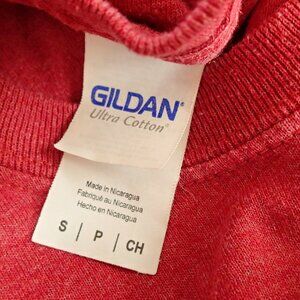 GILDAN®
Ultra Cotton®
Made in Nicaragua
Fabriqué au Nicaragua
Hecho en Nicaragua
S | P | CH